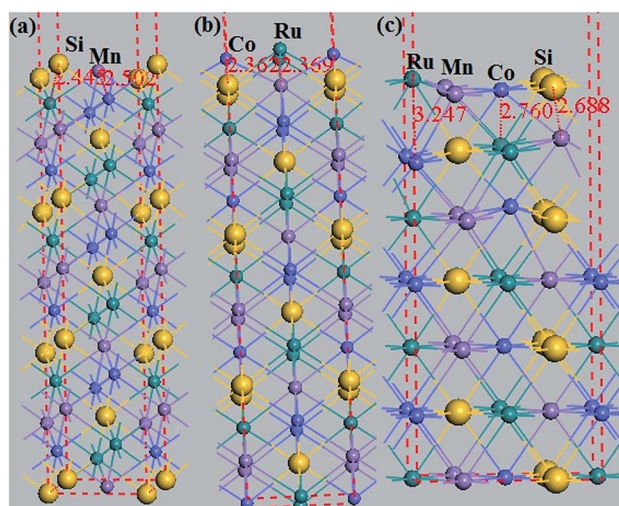 (a)
Si
Mn
2.445 2.502
(b)
Ru
Co
2.362 2.369
(c)
Ru Mn Co Si
3.247
2.760
2.688